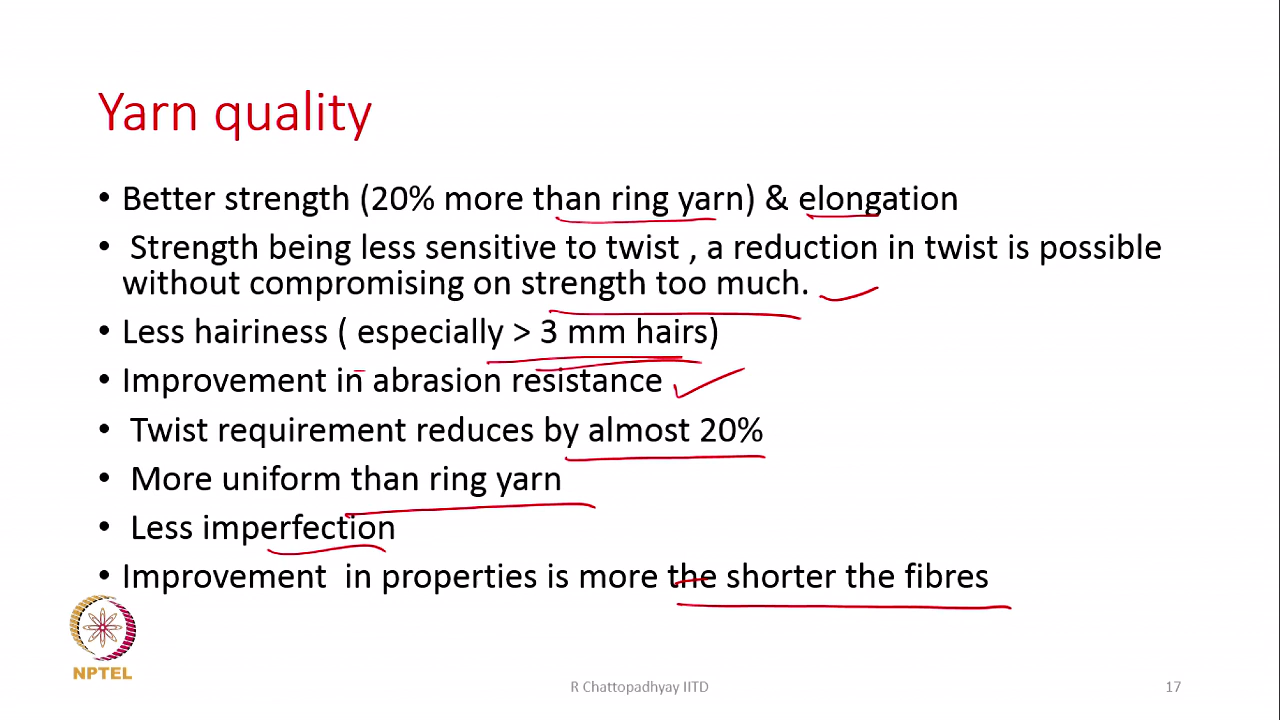 Yarn quality
• Better strength (20% more than ring yarn) & elongation
• Strength being less sensitive to twist , a reduction in twist is possible
without compromising on strength too much.
• Less hairiness ( especially > 3 mm hairs)
• Improvement in abrasion resistance
• Twist requirement reduces by almost 20%
• More uniform than ring yarn
• Less imperfection
• Improvement in properties is more the shorter the fibres
NPTEL
R Chattopadhyay IITD
17